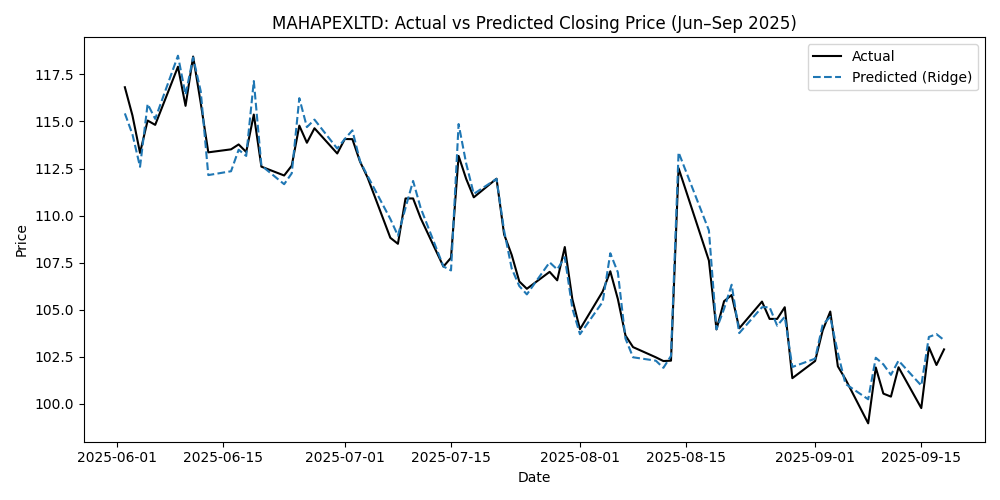 MAHAPEXLTD: Actual vs Predicted Closing Price (Jun–Sep 2025)
Actual
Predicted (Ridge)
117.5
115.0
112.5
110.0
107.5
105.0
102.5
100.0
Price
2025-06-01 2025-06-15 2025-07-01 2025-07-15 2025-08-01 2025-08-15 2025-09-01 2025-09-15
Date